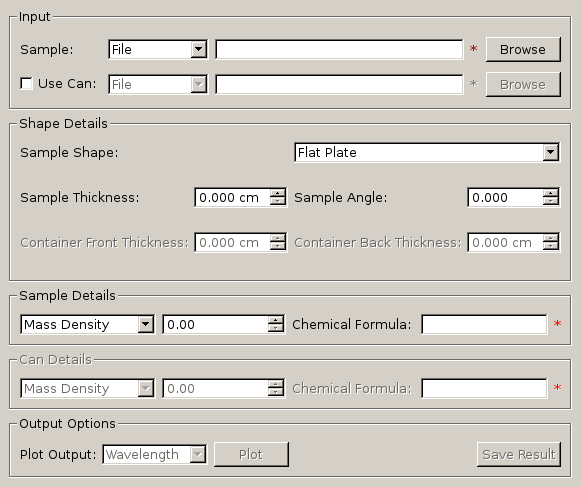 Input
Sample: File * Browse
Use Can: File * Browse
Shape Details
Sample Shape: Flat Plate
Sample Thickness: 0.000 cm Sample Angle: 0.000
Container Front Thickness: 0.000 cm Container Back Thickness: 0.000 cm
Sample Details
Mass Density 0.00 Chemical Formula: *
Can Details
Mass Density 0.00 Chemical Formula: *
Output Options
Plot Output: Wavelength Plot Save Result